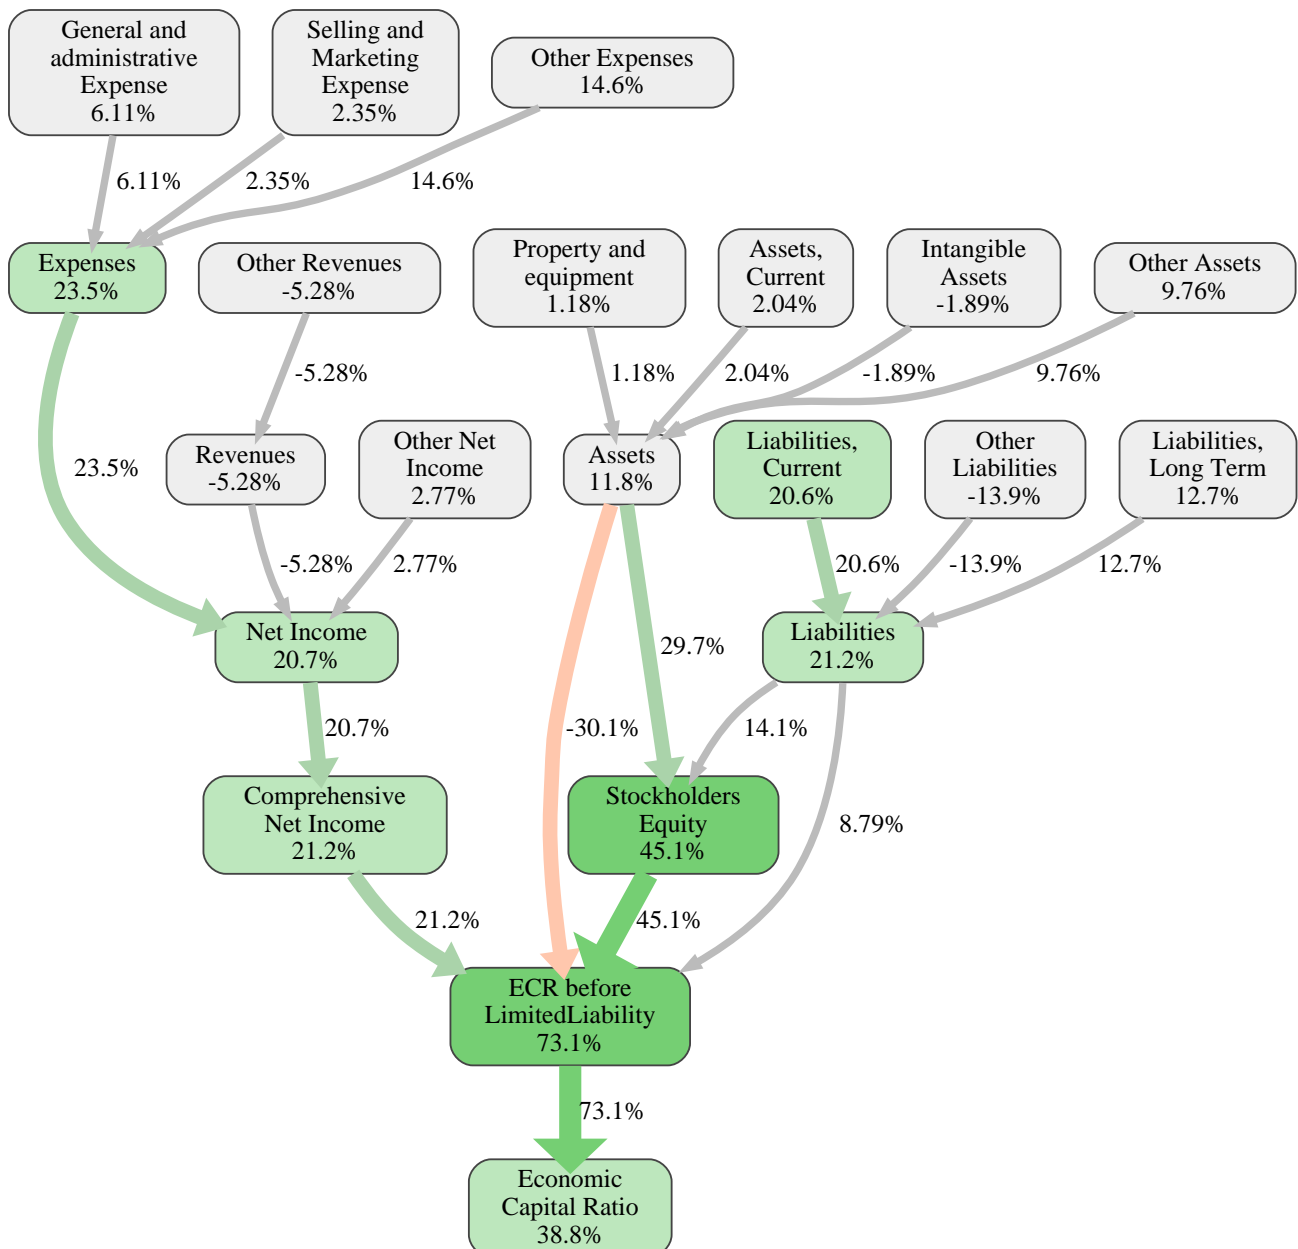 General and
administrative
Expense
6.11%
Selling and
Marketing
Expense
2.35%
Other Expenses
14.6%
6.11%
2.35%
14.6%
Expenses
23.5%
Other Revenues
-5.28%
Property and
equipment
1.18%
Assets,
Current
2.04%
Intangible
Assets
-1.89%
Other Assets
9.76%
-5.28%
1.18%
2.04%
-1.89%
9.76%
23.5%
Revenues
-5.28%
Other Net
Income
2.77%
Assets
11.8%
Liabilities,
Current
20.6%
Other
Liabilities
-13.9%
Liabilities,
Long Term
12.7%
-5.28%
2.77%
20.6%
-13.9%
12.7%
Net Income
20.7%
29.7%
Liabilities
21.2%
20.7%
-30.1%
14.1%
Comprehensive
Net Income
21.2%
Stockholders
Equity
45.1%
8.79%
21.2%
45.1%
ECR before
LimitedLiability
73.1%
73.1%
Economic
Capital Ratio
38.8%